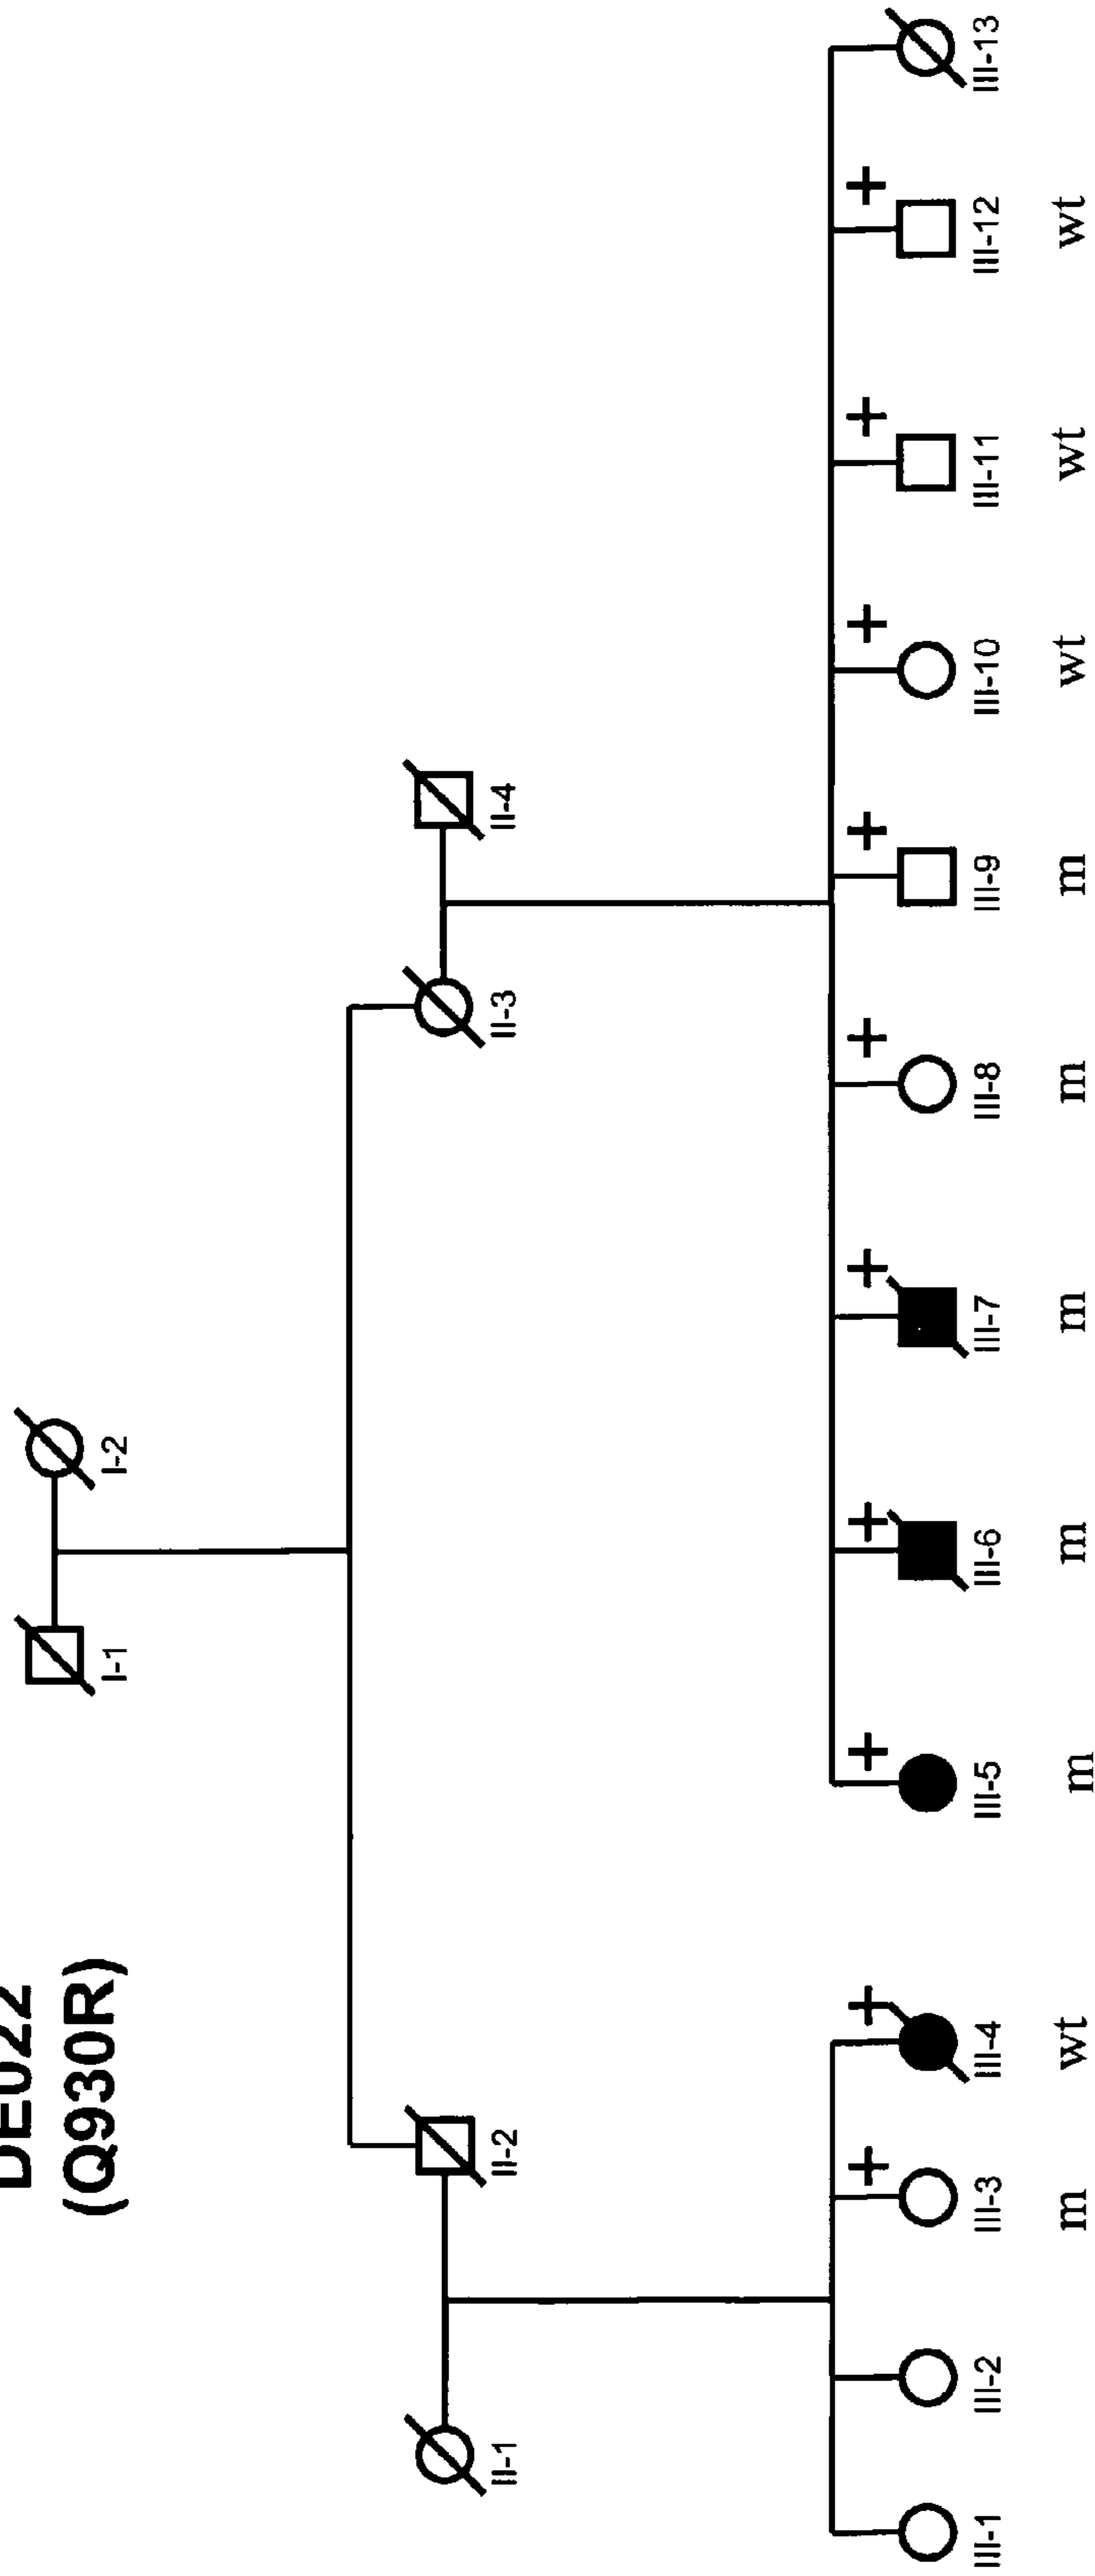 DE022
(Q930R)
I-1 I-2
II-1 II-2 II-3 II-4
III-1 III-2 III-3 III-4 III-5 III-6 III-7 III-8 III-9 III-10 III-11 III-12 III-13
m wt m m m m m wt wt wt